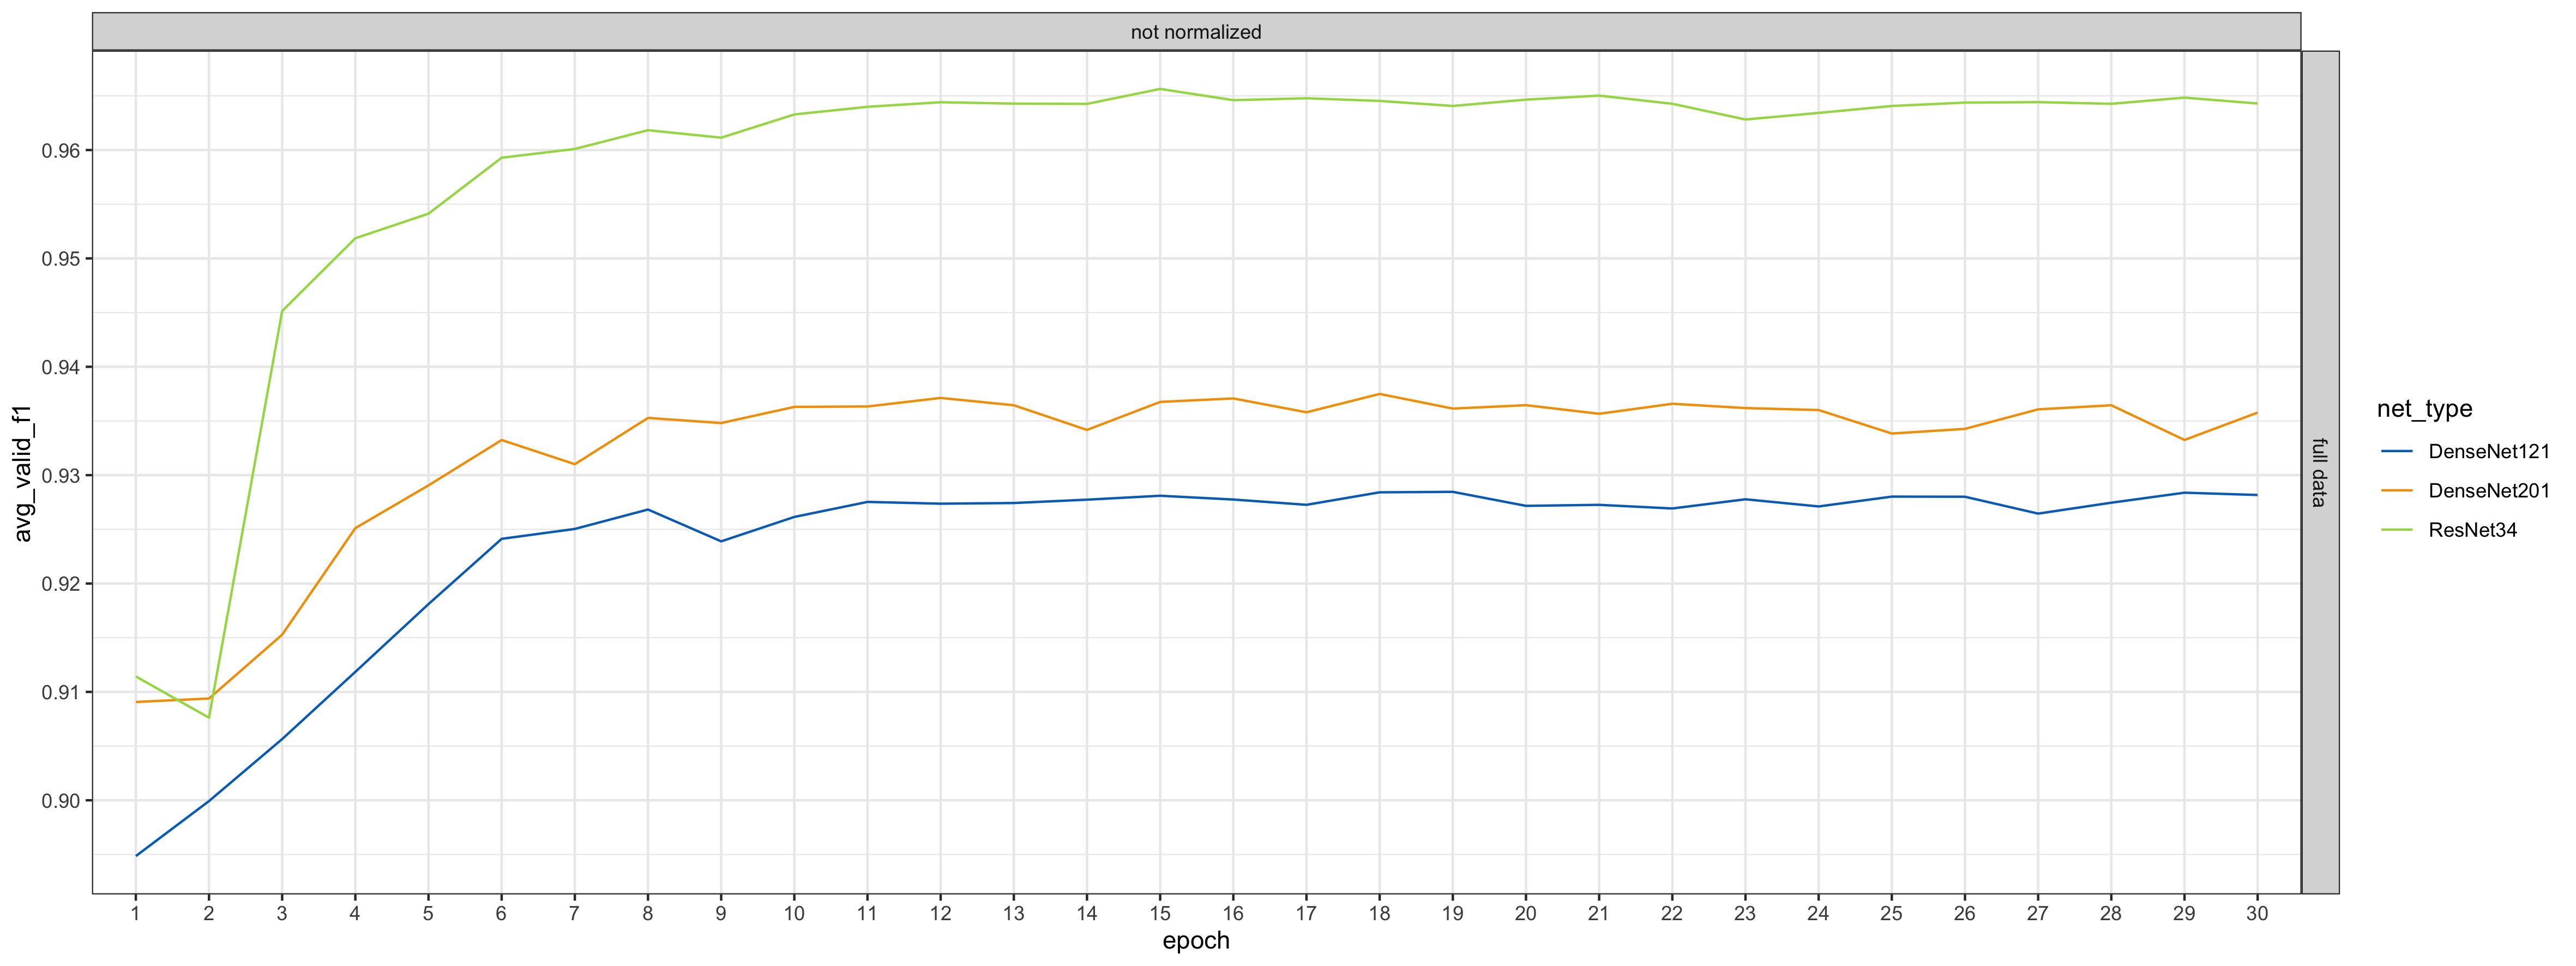 not normalized
avg_valid_f1
0.96
0.95
0.94
0.93
0.92
0.91
0.90
1 2 3 4 5 6 7 8 9 10 11 12 13 14 15 16 17 18 19 20 21 22 23 24 25 26 27 28 29 30
epoch
full data
net_type
DenseNet121
DenseNet201
ResNet34